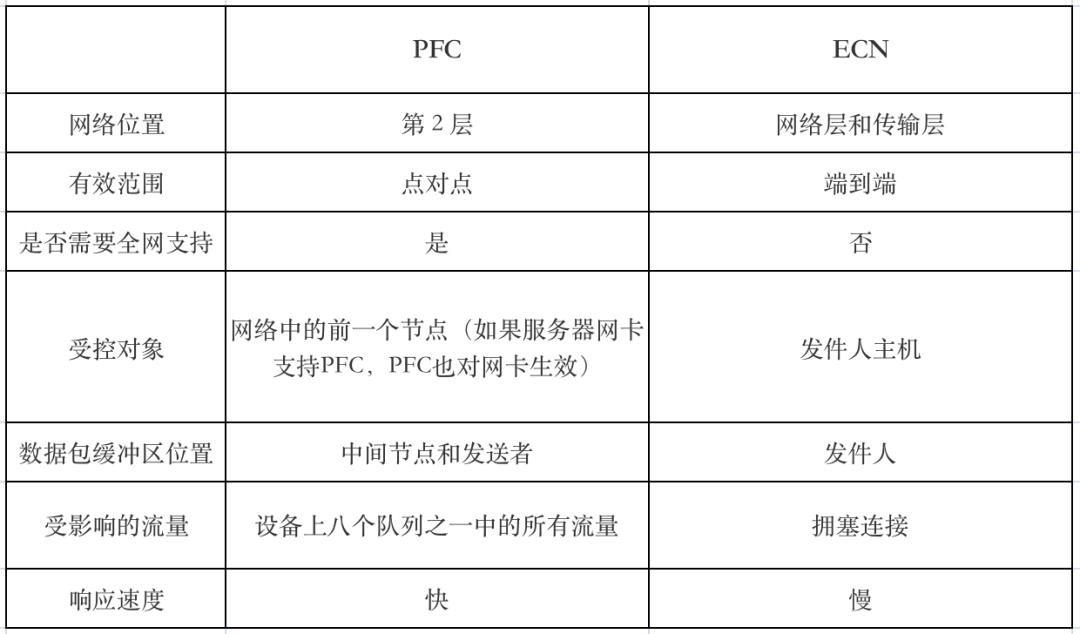 PFC ECN
网络位置 第 2 层 网络层和传输层
有效范围 点对点 端到端
是否需要全网支持 是 否
受控对象 网络中的前一个节点（如果服务器网卡
支持PFC，PFC也对网卡生效） 发件人主机
数据包缓冲区位置 中间节点和发送者 发件人
受影响的流量 设备上八个队列之一中的所有流量 拥塞连接
响应速度 快 慢